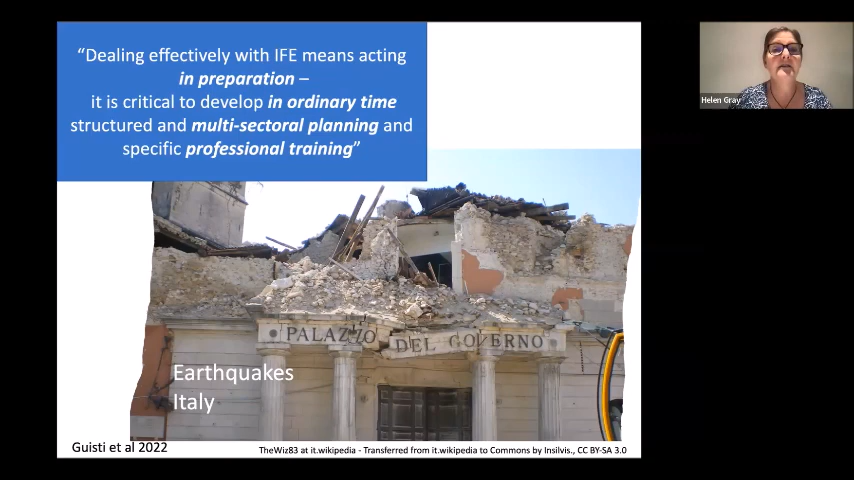 “Dealing effectively with IFE means acting
in preparation –
it is critical to develop in ordinary time
structured and multi-sectoral planning and
specific professional training”
Helen Gray
PALAZZO DEL GOVERNO
Earthquakes
Italy
Guisti et al 2022
TheWiz83 at it.wikipedia - Transferred from it.wikipedia to Commons by Insilvis., CC BY-SA 3.0